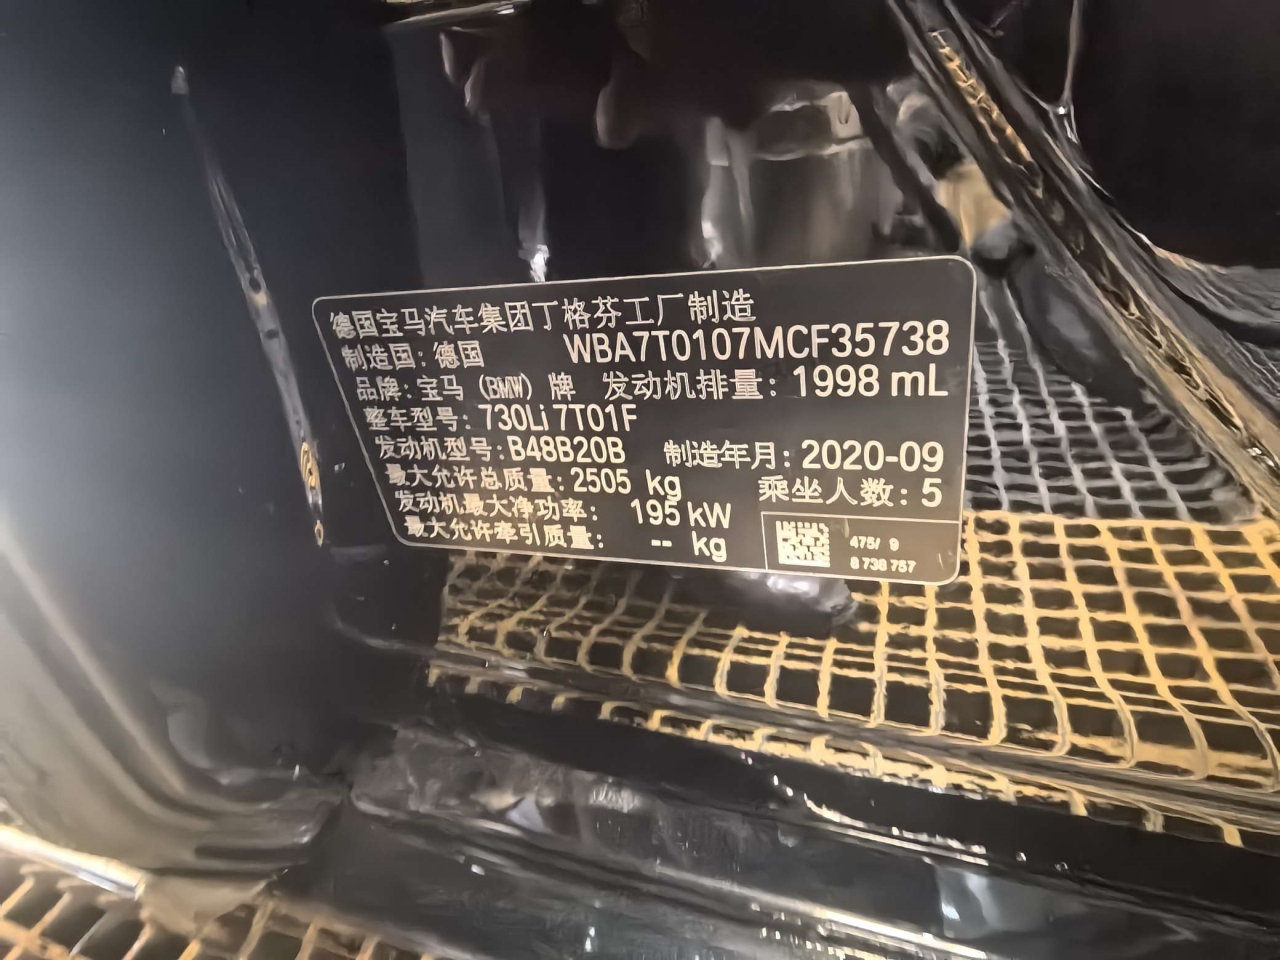 德国宝马汽车集团丁格芬工厂制造
制造国：德国 WBA7T0107MCF35738
品牌：宝马（BMW）牌 发动机排量：1998 mL
整车型号：730Li 7T01F
发动机型号：B48B20B 制造年月：2020-09
最大允许总质量：2505 kg 乘坐人数：5
发动机最大净功率： 195 kW
最大允许牵引质量： -- kg
475/ 9
8 738 757